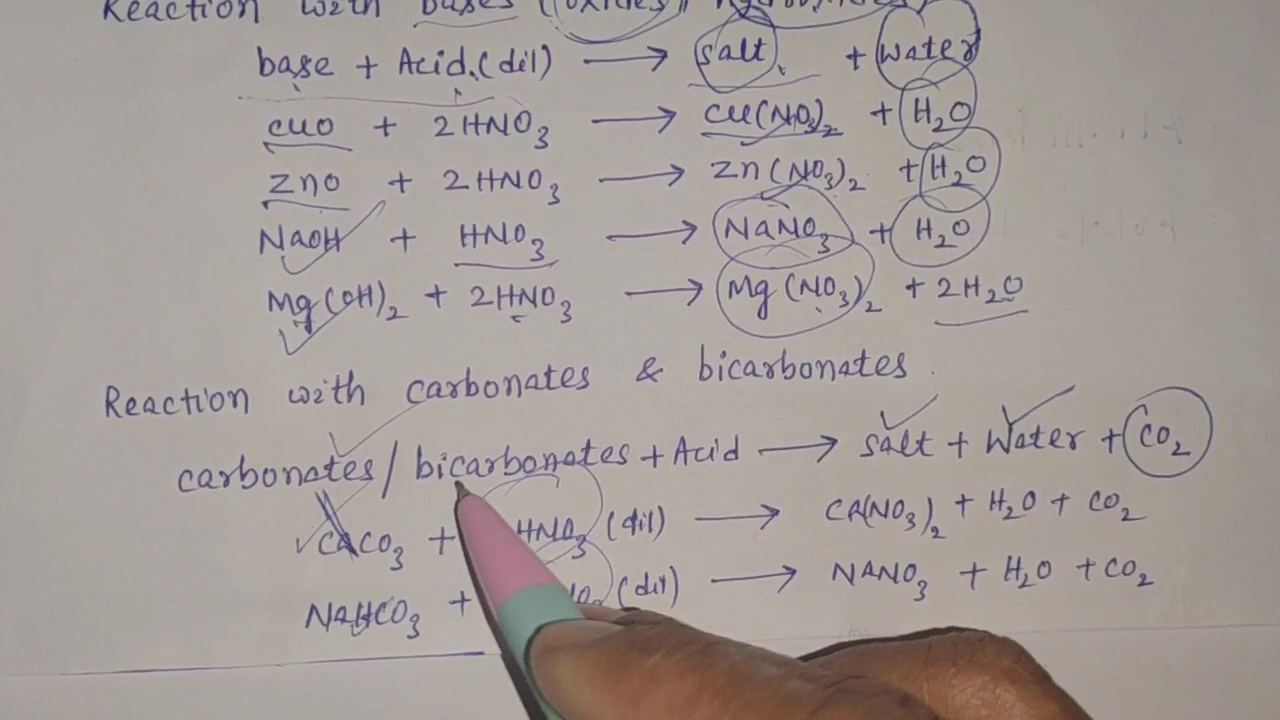 Reaction with bases (oxides, hydroxides)
base + Acid (dil) → salt + water
CuO + 2HNO₃ → Cu(NO₃)₂ + H₂O
ZnO + 2HNO₃ → Zn(NO₃)₂ + H₂O
NaOH + HNO₃ → NaNO₃ + H₂O
Mg(OH)₂ + 2HNO₃ → Mg(NO₃)₂ + 2H₂O
Reaction with carbonates & bicarbonates.
carbonates/bicarbonates + Acid → salt + Water + CO₂
CaCO₃ + HNO₃ (dil) → Ca(NO₃)₂ + H₂O + CO₂
NaHCO₃ + (dil) → NaNO₃ + H₂O + CO₂